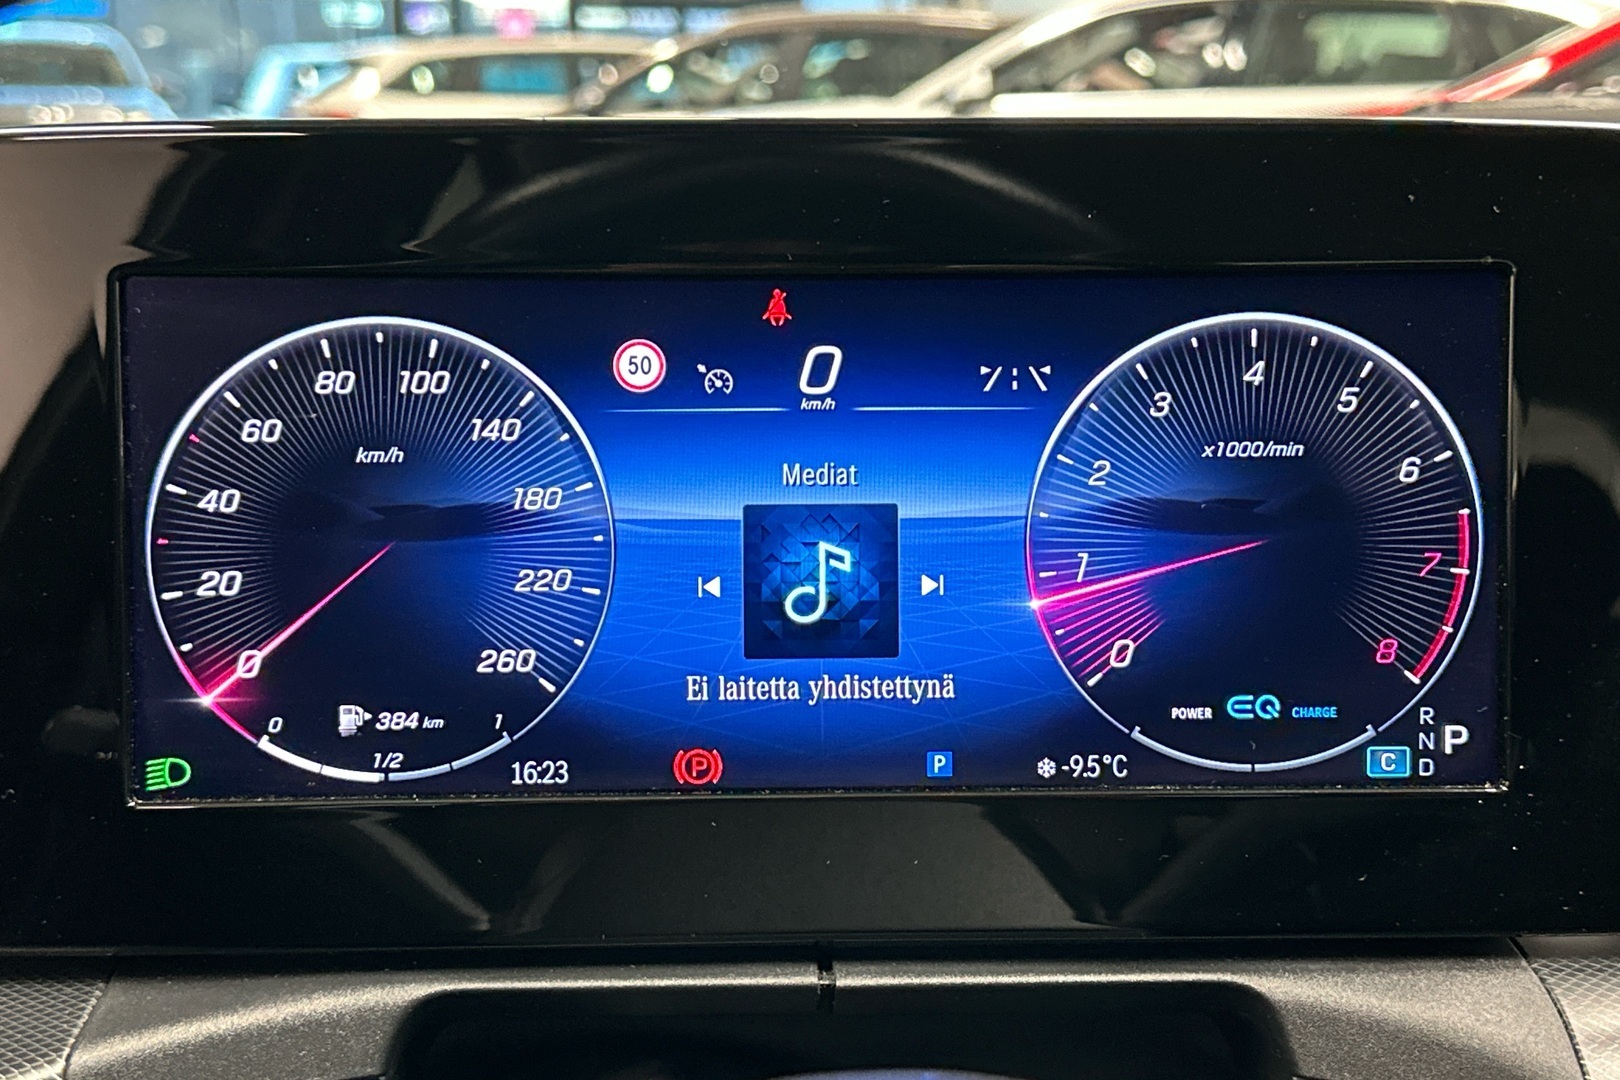 50
0
km/h
0
20
40
60
80
100
140
180
220
260
km/h
Mediat
Ei laitetta yhdistettynä
0
1
2
3
4
5
6
7
8
x1000/min
0
1/2
1
384 km
16:23
P
P
-9.5°C
POWER
EQ
CHARGE
C
R
N
D
P